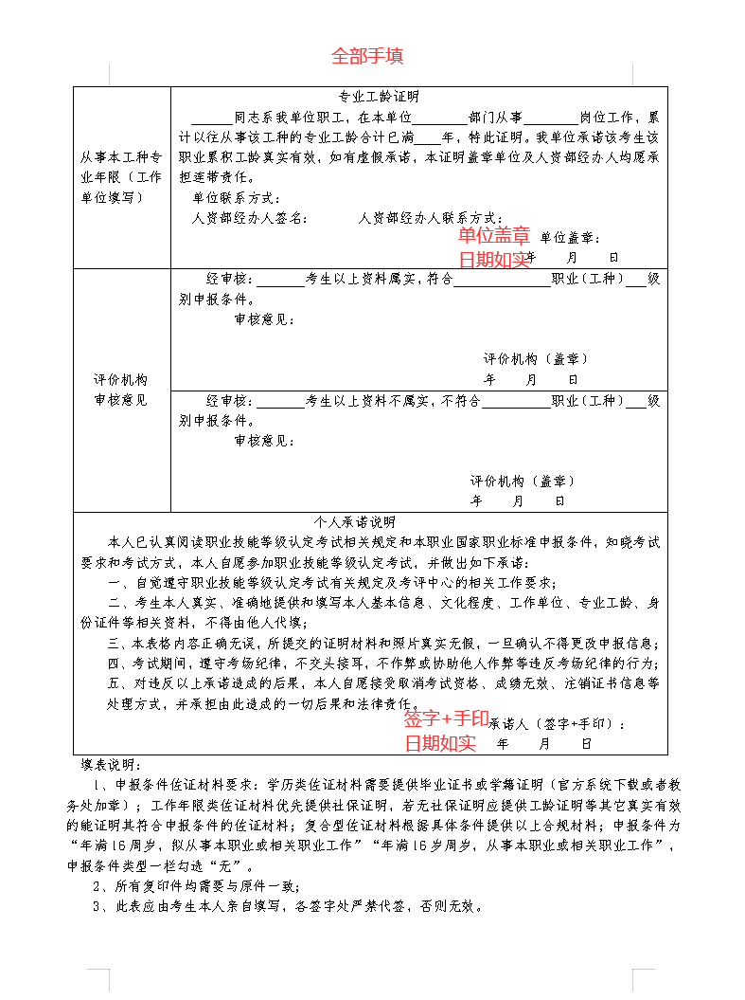 全部手填
专业工龄证明
______同志系我单位职工，在本单位________部门从事________岗位工作，累
计以往从事该工种的专业工龄合计已满____年，特此证明。我单位承诺该考生该
职业累积工龄真实有效，如有虚假承诺，本证明盖章单位及人资部经办人均愿承
担连带责任。
从事本工种专
业年限（工作
单位填写）
单位联系方式：
人资部经办人签名： 人资部经办人联系方式：
单位盖章
单位盖章：
日期如实
年 月 日
经审核：_______考生以上资料属实，符合______________职业（工种）___级
别申报条件。
审核意见：
评价机构（盖章）
年 月 日
评价机构
审核意见
经审核：_______考生以上资料不属实，不符合__________职业（工种）___级
别申报条件。
审核意见：
评价机构（盖章）
年 月 日
个人承诺说明
本人已认真阅读职业技能等级认定考试相关规定和本职业国家职业标准申报条件，知晓考试
要求和考试方式，本人自愿参加职业技能等级认定考试，并做出如下承诺：
一、自觉遵守职业技能等级认定考试有关规定及考评中心的相关工作要求；
二、考生本人真实、准确地提供和填写本人基本信息、文化程度、工作单位、专业工龄、身
份证件等相关资料，不得由他人代填；
三、本表格内容正确无误，所提交的证明材料和照片真实无假，一旦确认不得更改申报信息；
四、考试期间，遵守考场纪律，不交头接耳，不作弊或协助他人作弊等违反考场纪律的行为；
五、对违反以上承诺造成的后果，本人自愿接受取消考试资格、成绩无效、注销证书信息等
处理方式，并承担由此造成的一切后果和法律责任。
签字+手印
承诺人（签字+手印）：
日期如实
年 月 日
填表说明：
1、申报条件佐证材料要求：学历类佐证材料需要提供毕业证书或学籍证明（官方系统下载或者教
务处加章）；工作年限类佐证材料优先提供社保证明，若无社保证明应提供工龄证明等其它真实有效
的能证明其符合申报条件的佐证材料；复合型佐证材料根据具体条件提供以上合规材料；申报条件为
“年满16周岁，拟从事本职业或相关职业工作”“年满16岁周岁，从事本职业或相关职业工作”，
申报条件类型一栏勾选“无”。
2、所有复印件均需要与原件一致；
3、此表应由考生本人亲自填写，各签字处严禁代签，否则无效。